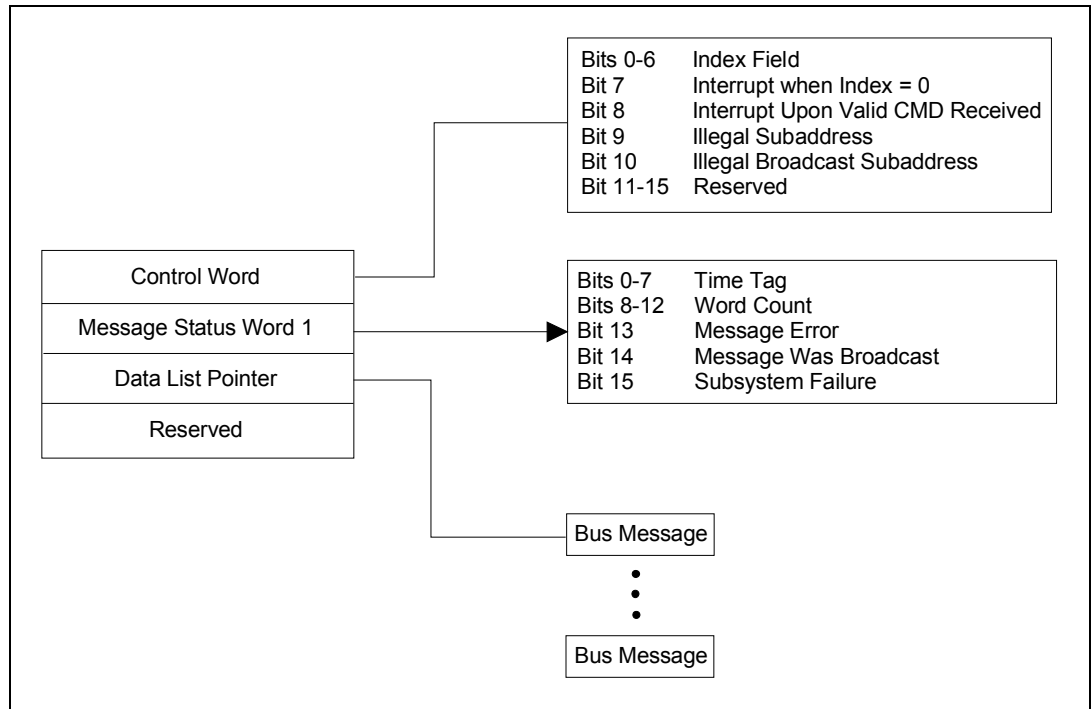 Bits 0-6 Index Field
Bit 7 Interrupt when Index = 0
Bit 8 Interrupt Upon Valid CMD Received
Bit 9 Illegal Subaddress
Bit 10 Illegal Broadcast Subaddress
Bit 11-15 Reserved
Control Word
Message Status Word 1
Data List Pointer
Reserved
Bits 0-7 Time Tag
Bits 8-12 Word Count
Bit 13 Message Error
Bit 14 Message Was Broadcast
Bit 15 Subsystem Failure
Bus Message
Bus Message